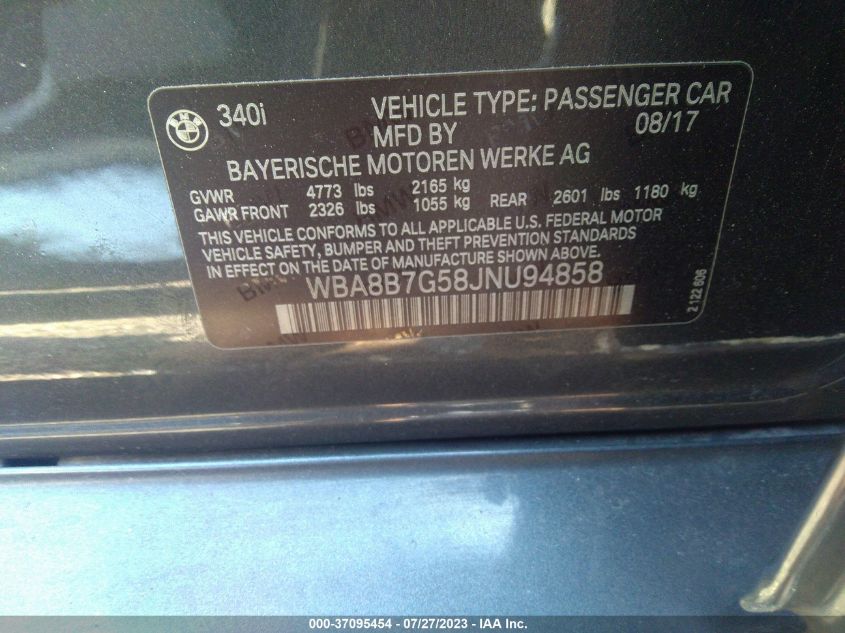 340i VEHICLE TYPE: PASSENGER CAR
MFD BY 08/17
BAYERISCHE MOTOREN WERKE AG
GVWR 4773 lbs 2165 kg
GAWR FRONT 2326 lbs 1055 kg REAR 2601 lbs 1180 kg
THIS VEHICLE CONFORMS TO ALL APPLICABLE U.S. FEDERAL MOTOR
VEHICLE SAFETY, BUMPER AND THEFT PREVENTION STANDARDS
IN EFFECT ON THE DATE OF MANUFACTURE SHOWN ABOVE.
WBA8B7G58JNU94858
2 122 606
000-37095454 - 07/27/2023 - IAA Inc.